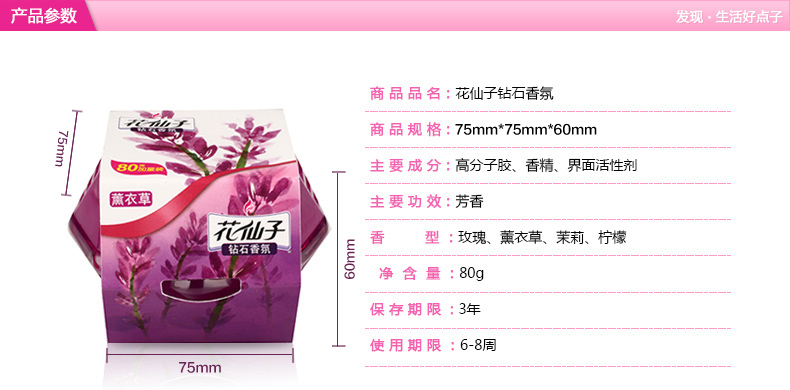 产品参数
发现·生活好点子
商品品名：花仙子钻石香氛
商品规格：75mm*75mm*60mm
主要成分：高分子胶、香精、界面活性剂
主要功效：芳香
香型：玫瑰、薰衣草、茉莉、柠檬
净含量：80g
保存期限：3年
使用期限：6-8周
75mm
60mm
75mm
花仙子
钻石香氛
薰衣草
花仙子
钻石香氛